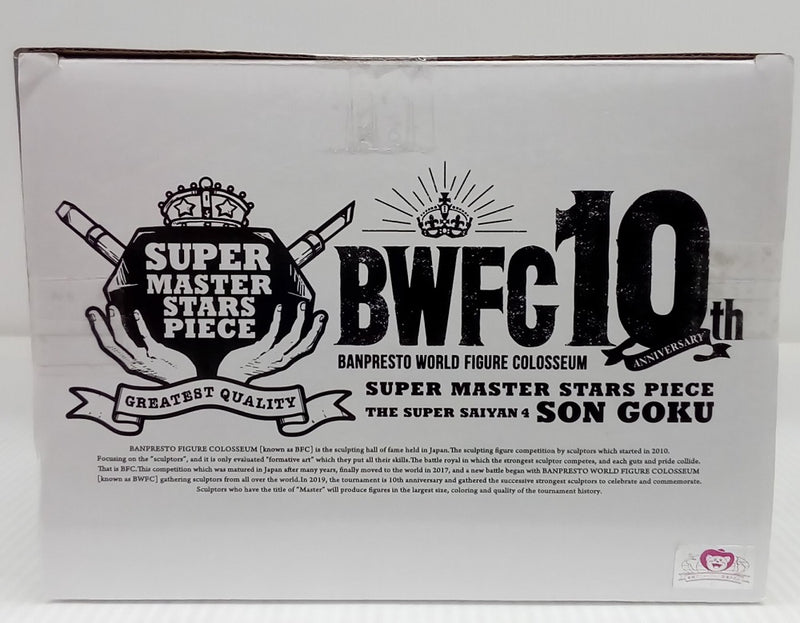 SUPER
MASTER
STARS
PIECE
GREATEST QUALITY
BWFC 10th
ANNIVERSARY
BANPRESTO WORLD FIGURE COLOSSEUM
SUPER MASTER STARS PIECE
THE SUPER SAIYAN 4 SON GOKU
BANPRESTO FIGURE COLOSSEUM [known as BFC] is the sculpting hall of fame held in Japan.The sculpting figure competition by sculptors which started in 2010.
Focusing on the "sculptors", and it is only evaluated "formative art" which they put all their skills.The battle royal in which the strongest sculptor competes, and each guts and pride collide.
That is BFC.This competition which was matured in Japan after many years, finally moved to the world in 2017, and a new battle began with BANPRESTO WORLD FIGURE COLOSSEUM
[known as BWFC] gathering sculptors from all over the world.In 2019, the tournament is 10th anniversary and gathered the successive strongest sculptors to celebrate and commemorate.
Sculptors who have the title of "Master" will produce figures in the largest size, coloring and quality of the tournament history.